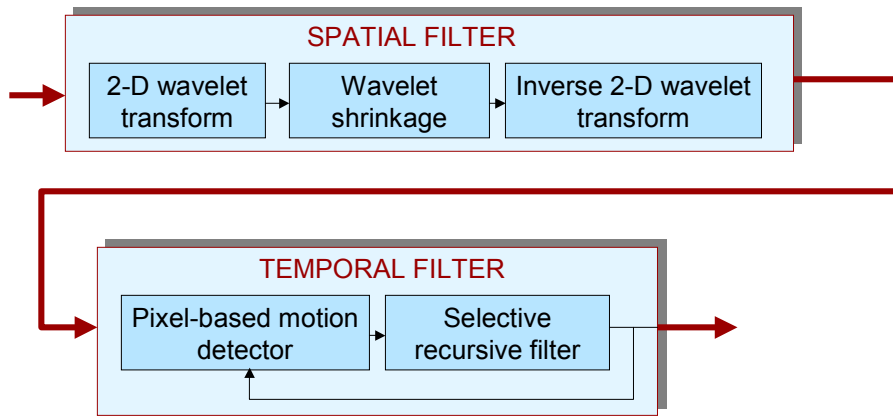 SPATIAL FILTER
2-D wavelet
transform
Wavelet
shrinkage
Inverse 2-D wavelet
transform
TEMPORAL FILTER
Pixel-based motion
detector
Selective
recursive filter